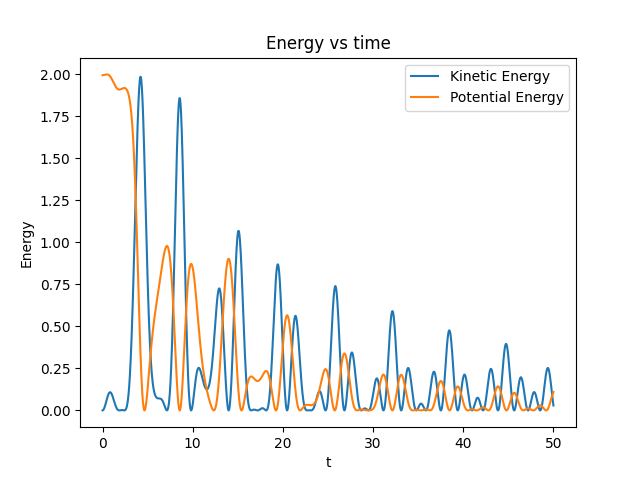 Energy vs time
Kinetic Energy
Potential Energy
2.00
1.75
1.50
1.25
1.00
0.75
0.50
0.25
0.00
Energy
0 10 20 30 40 50
t